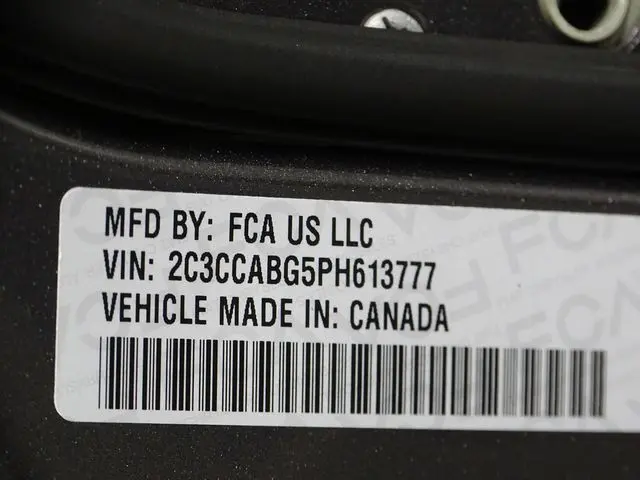 MFD BY: FCA US LLC
VIN: 2C3CCABG5PH613777
VEHICLE MADE IN: CANADA